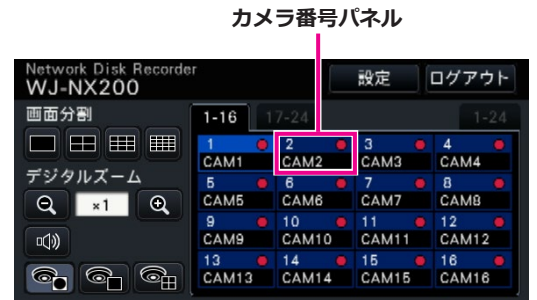 カメラ番号パネル
Network Disk Recorder
WJ-NX200
設定
ログアウト
画面分割
1-16
17-24
1-24
1
2
3
4
CAM1
CAM2
CAM3
CAM4
デジタルズーム
5
6
7
8
CAM5
CAM6
CAM7
CAM8
×1
9
10
11
12
CAM9
CAM10
CAM11
CAM12
13
14
15
16
CAM13
CAM14
CAM15
CAM16